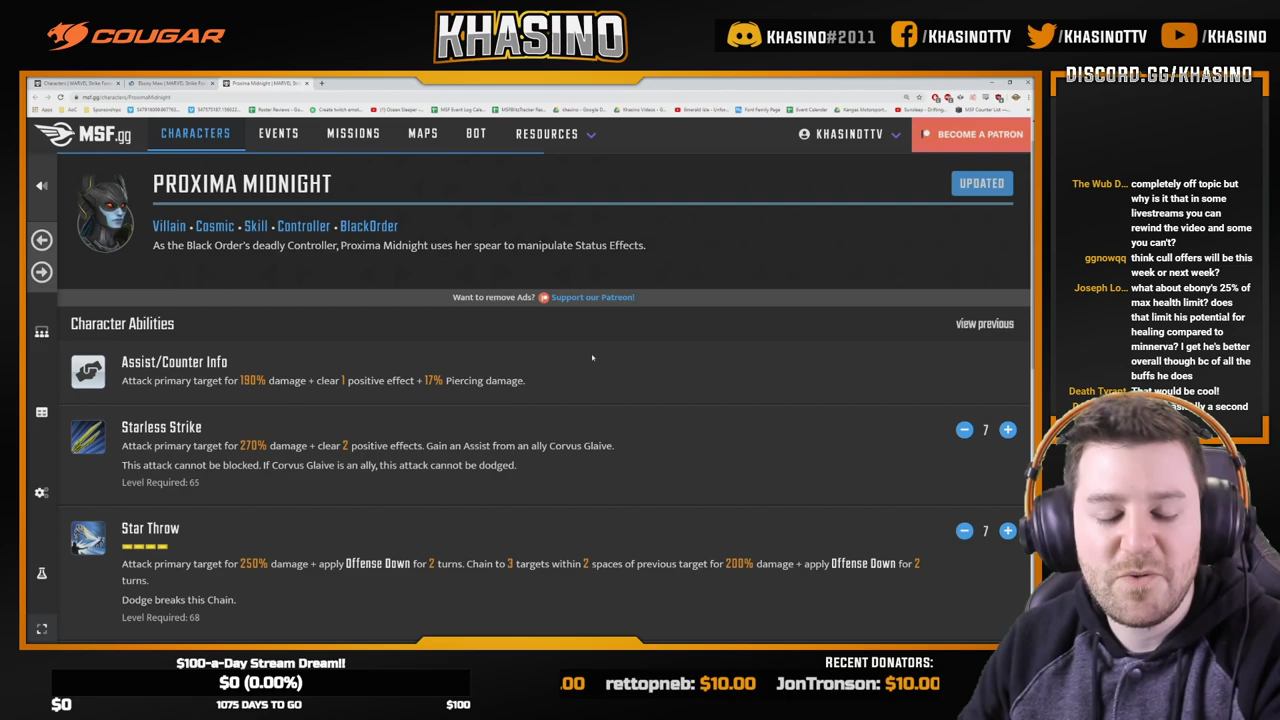 COUGAR
KHASINO
KHASINO#2011
/KHASINOTTV
/KHASINOTTV
/KHASINO
DISCORD.GG/KHASINO
msf.gg/characters/ProximaMidnight
MSF.gg
CHARACTERS
EVENTS
MISSIONS
MAPS
BOT
RESOURCES
KHASINOTTV
BECOME A PATRON
PROXIMA MIDNIGHT
UPDATED
Villain • Cosmic • Skill • Controller • BlackOrder
As the Black Order's deadly Controller, Proxima Midnight uses her spear to manipulate Status Effects.
Want to remove Ads? Support our Patreon!
Character Abilities
view previous
Assist/Counter Info
Attack primary target for 190% damage + clear 1 positive effect + 17% Piercing damage.
Starless Strike
7
Attack primary target for 270% damage + clear 2 positive effects. Gain an Assist from an ally Corvus Glaive.
This attack cannot be blocked. If Corvus Glaive is an ally, this attack cannot be dodged.
Level Required: 65
Star Throw
7
Attack primary target for 250% damage + apply Offense Down for 2 turns. Chain to 3 targets within 2 spaces of previous target for 200% damage + apply Offense Down for 2
turns.
Dodge breaks this Chain.
Level Required: 68
The Wub D... completely off topic but
why is it that in some
livestreams you can
rewind the video and some
you can't?
ggnowqq think cull offers will be this
week or next week?
Joseph Lo... what about ebony's 25% of
max health limit? does
that limit his potential for
healing compared to
minnerva? I get he's better
overall though bc of all the
buffs he does
Death Tyrant That would be cool!
a second
$100-a-Day Stream Dream!!
$0 (0.00%)
$0
1075 DAYS TO GO
$100
RECENT DONATORS:
.00 rettopneb: $10.00 JonTronson: $10.00